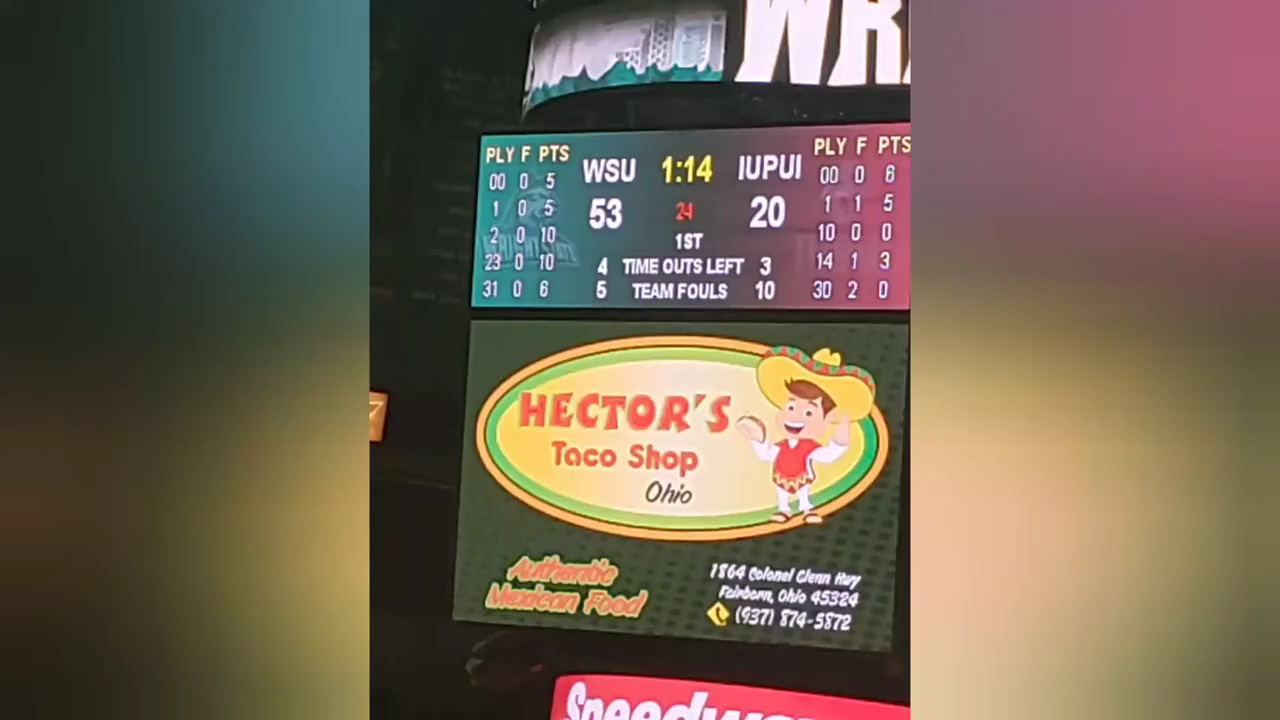 WR
PLY F PTS
00 0 5
1 0 5
2 0 10
23 0 10
31 0 6
WSU 1:14 IUPUI
53 24 20
1ST
4 TIME OUTS LEFT 3
5 TEAM FOULS 10
PLY F PTS
00 0 6
1 1 5
10 0 0
14 1 3
30 2 0
HECTOR'S
Taco Shop
Ohio
Authentic
Mexican Food
1864 Colonel Glenn Hwy
Fairborn, Ohio 45324
(937) 874-5872
Speedway